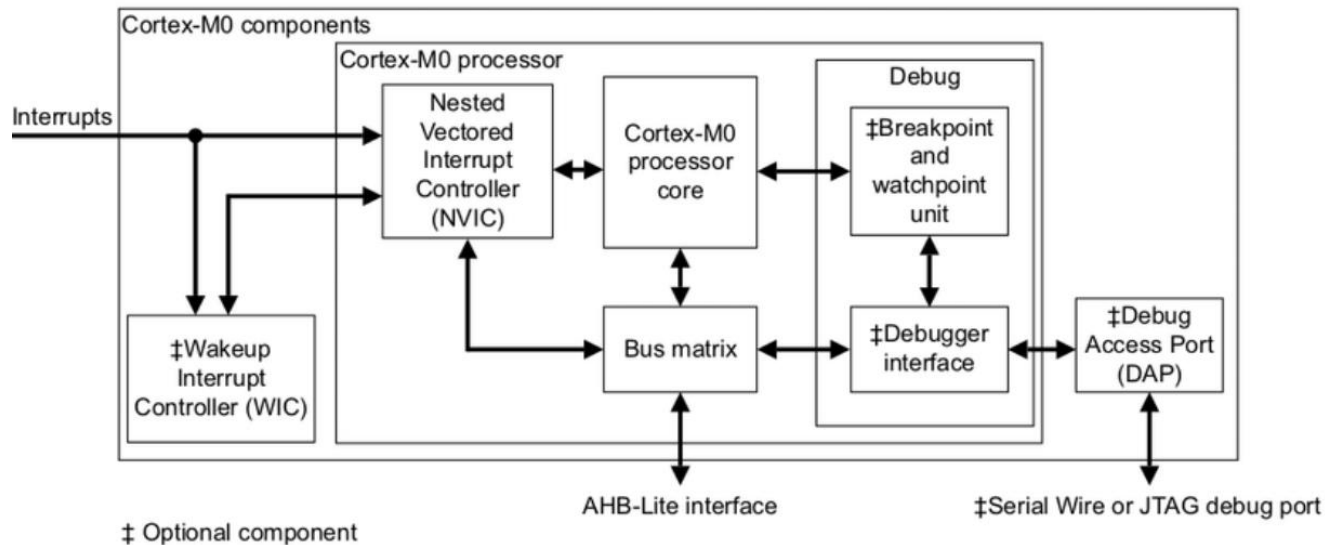 Cortex-M0 components
Cortex-M0 processor
Interrupts
Nested
Vectored
Interrupt
Controller
(NVIC)
Cortex-M0
processor
core
Debug
‡Breakpoint
and
watchpoint
unit
‡Wakeup
Interrupt
Controller (WIC)
Bus matrix
‡Debugger
interface
‡Debug
Access Port
(DAP)
AHB-Lite interface
‡Serial Wire or JTAG debug port
‡ Optional component